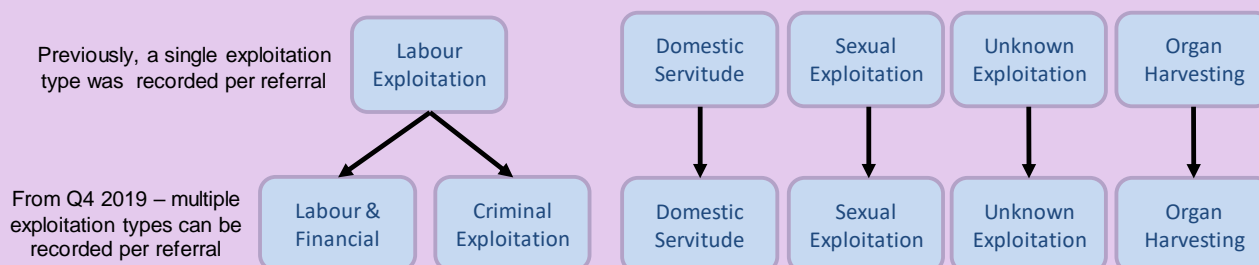 Previously, a single exploitation
type was recorded per referral
Labour
Exploitation
Domestic
Servitude
Sexual
Exploitation
Unknown
Exploitation
Organ
Harvesting
From Q4 2019 – multiple
exploitation types can be
recorded per referral
Labour &
Financial
Criminal
Exploitation
Domestic
Servitude
Sexual
Exploitation
Unknown
Exploitation
Organ
Harvesting